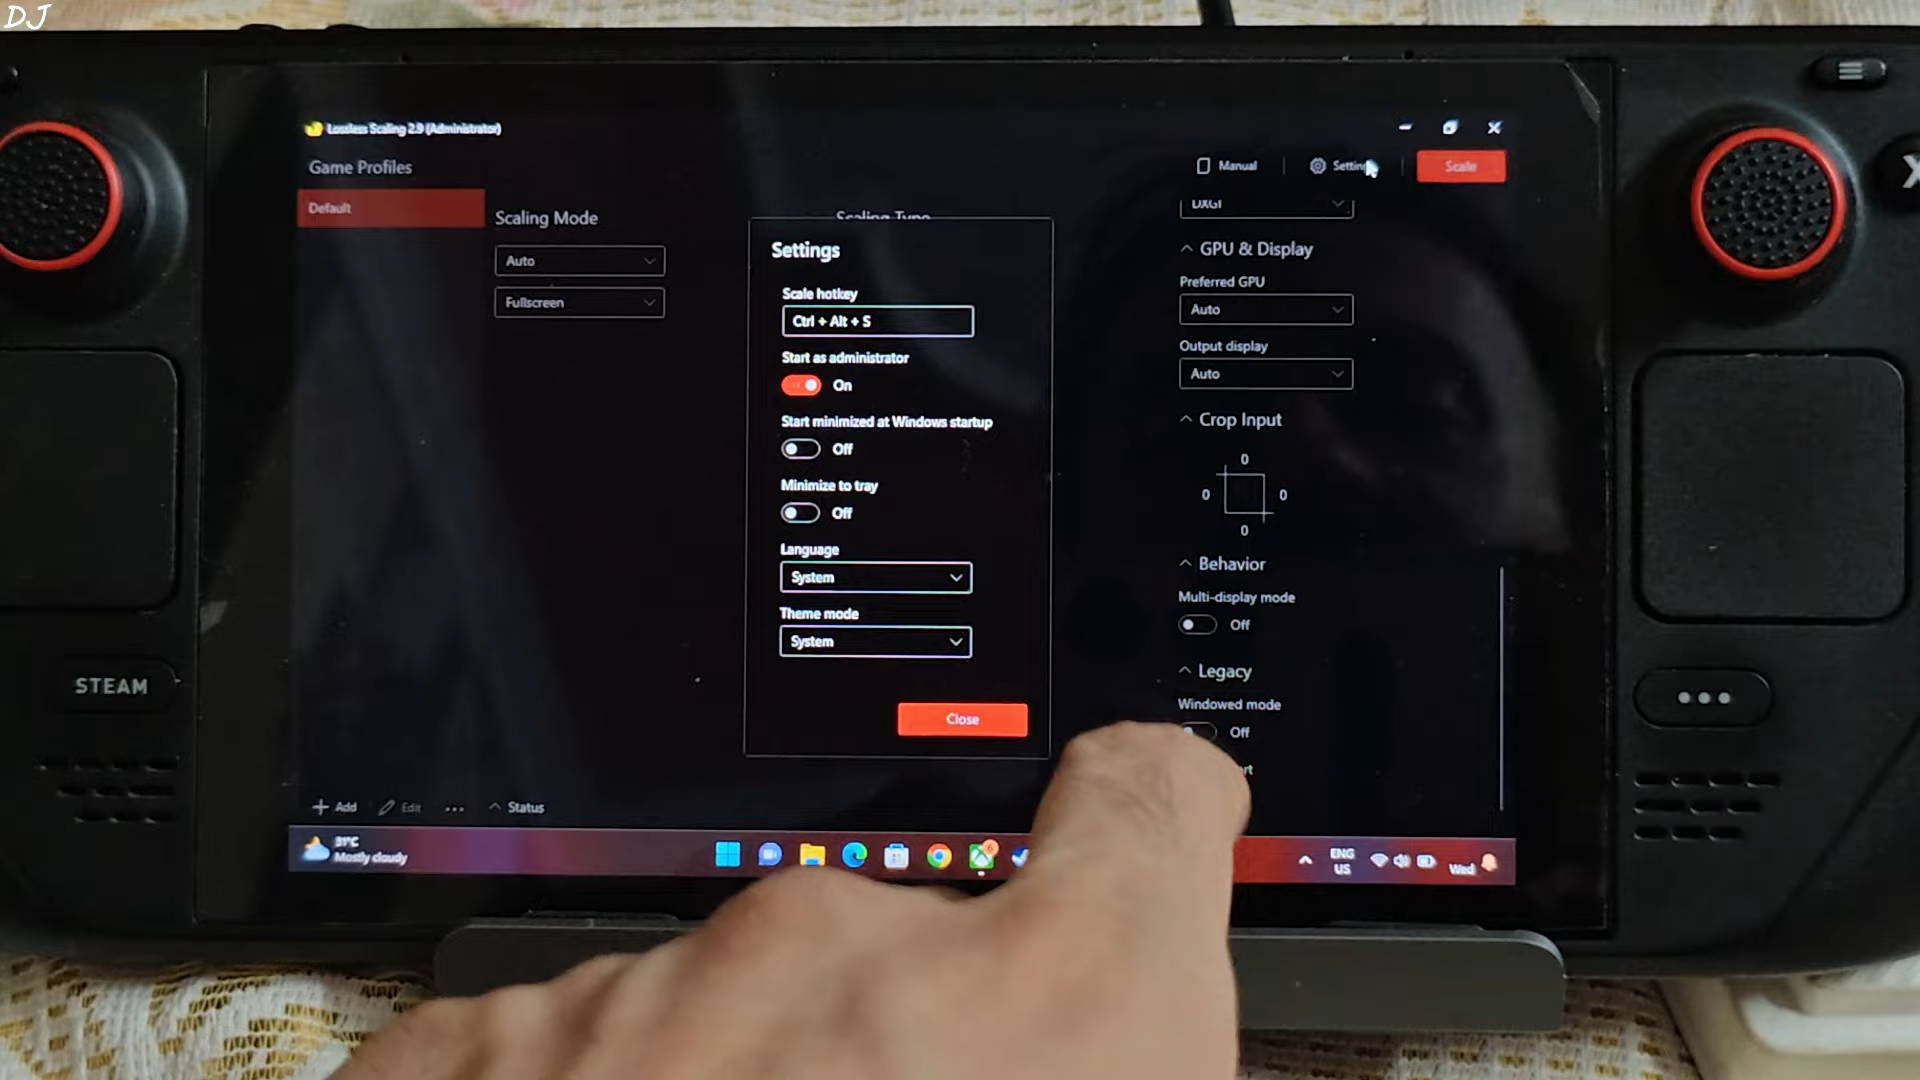 DJ
Lossless Scaling 2.9 (Administrator)
Game Profiles
Manual
Scale
Default
Scaling Mode
Scaling Type
DXGI
Auto
Fullscreen
Settings
Scale hotkey
Ctrl + Alt + S
Start as administrator
On
Start minimized at Windows startup
Off
Minimize to tray
Off
Language
System
Theme mode
System
Close
GPU & Display
Preferred GPU
Auto
Output display
Auto
Crop Input
0
0 0
0
Behavior
Multi-display mode
Off
Legacy
Windowed mode
Off
Add Edit ... Status
31°C
Mostly cloudy
6
ENG
US
Wed
STEAM
X